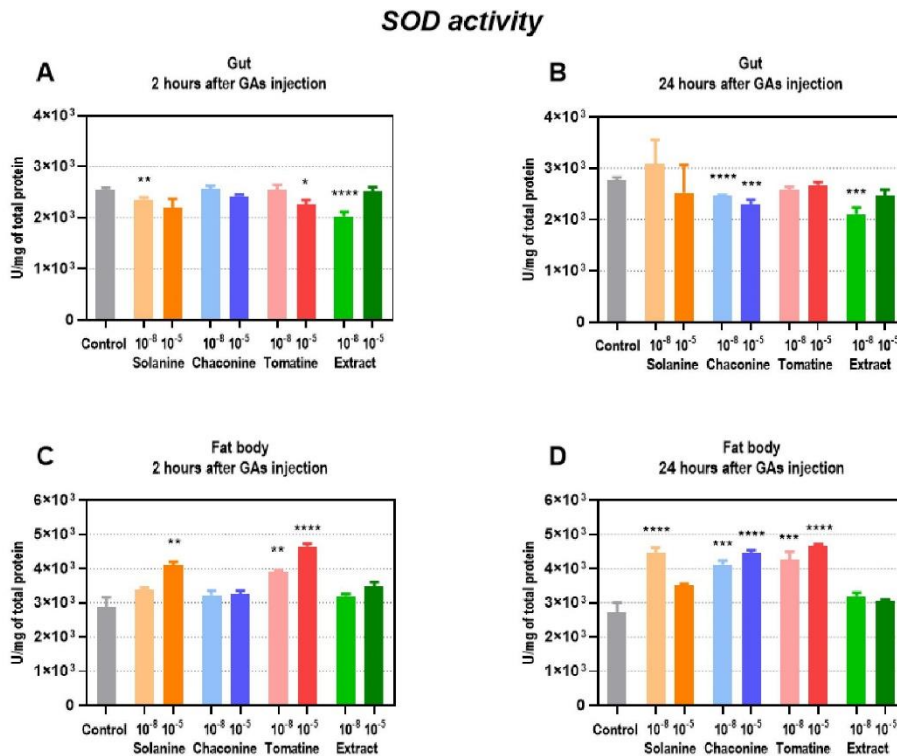 SOD activity
A
Gut
2 hours after GAs injection
U/mg of total protein
4×10³
3×10³
2×10³
1×10³
0
**
*
****
Control
10⁻⁸ 10⁻⁵ 10⁻⁸ 10⁻⁵ 10⁻⁸ 10⁻⁵ 10⁻⁸ 10⁻⁵
Solanine Chaconine Tomatine Extract
B
Gut
24 hours after GAs injection
U/mg of total protein
4×10³
3×10³
2×10³
1×10³
0
****
***
***
Control
10⁻⁸ 10⁻⁵ 10⁻⁸ 10⁻⁵ 10⁻⁸ 10⁻⁵ 10⁻⁸ 10⁻⁵
Solanine Chaconine Tomatine Extract
C
Fat body
2 hours after GAs injection
U/mg of total protein
6×10³
5×10³
4×10³
3×10³
2×10³
1×10³
0
**
**
****
Control
10⁻⁸ 10⁻⁵ 10⁻⁸ 10⁻⁵ 10⁻⁸ 10⁻⁵ 10⁻⁸ 10⁻⁵
Solanine Chaconine Tomatine Extract
D
Fat body
24 hours after GAs injection
U/mg of total protein
6×10³
5×10³
4×10³
3×10³
2×10³
1×10³
0
****
***
****
***
****
Control
10⁻⁸ 10⁻⁵ 10⁻⁸ 10⁻⁵ 10⁻⁸ 10⁻⁵ 10⁻⁸ 10⁻⁵
Solanine Chaconine Tomatine Extract